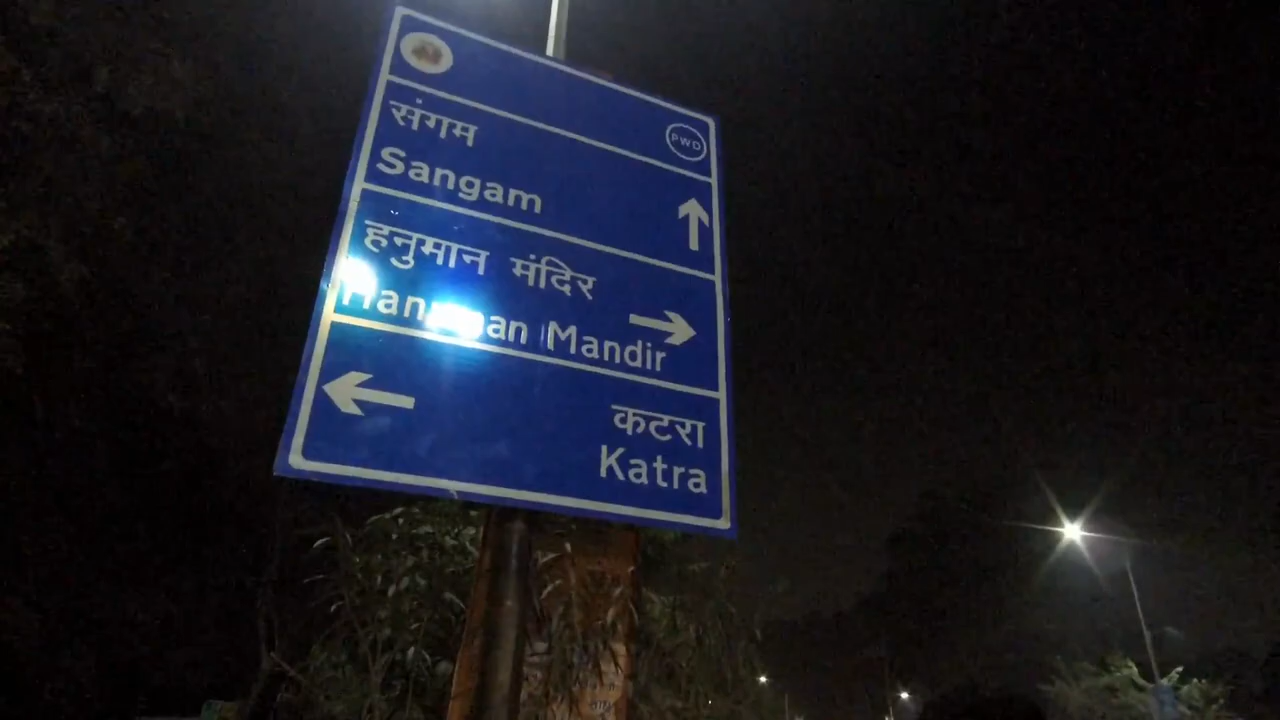 PWD
संगम
Sangam
हनुमान मंदिर
Hanuman Mandir
कटरा
Katra